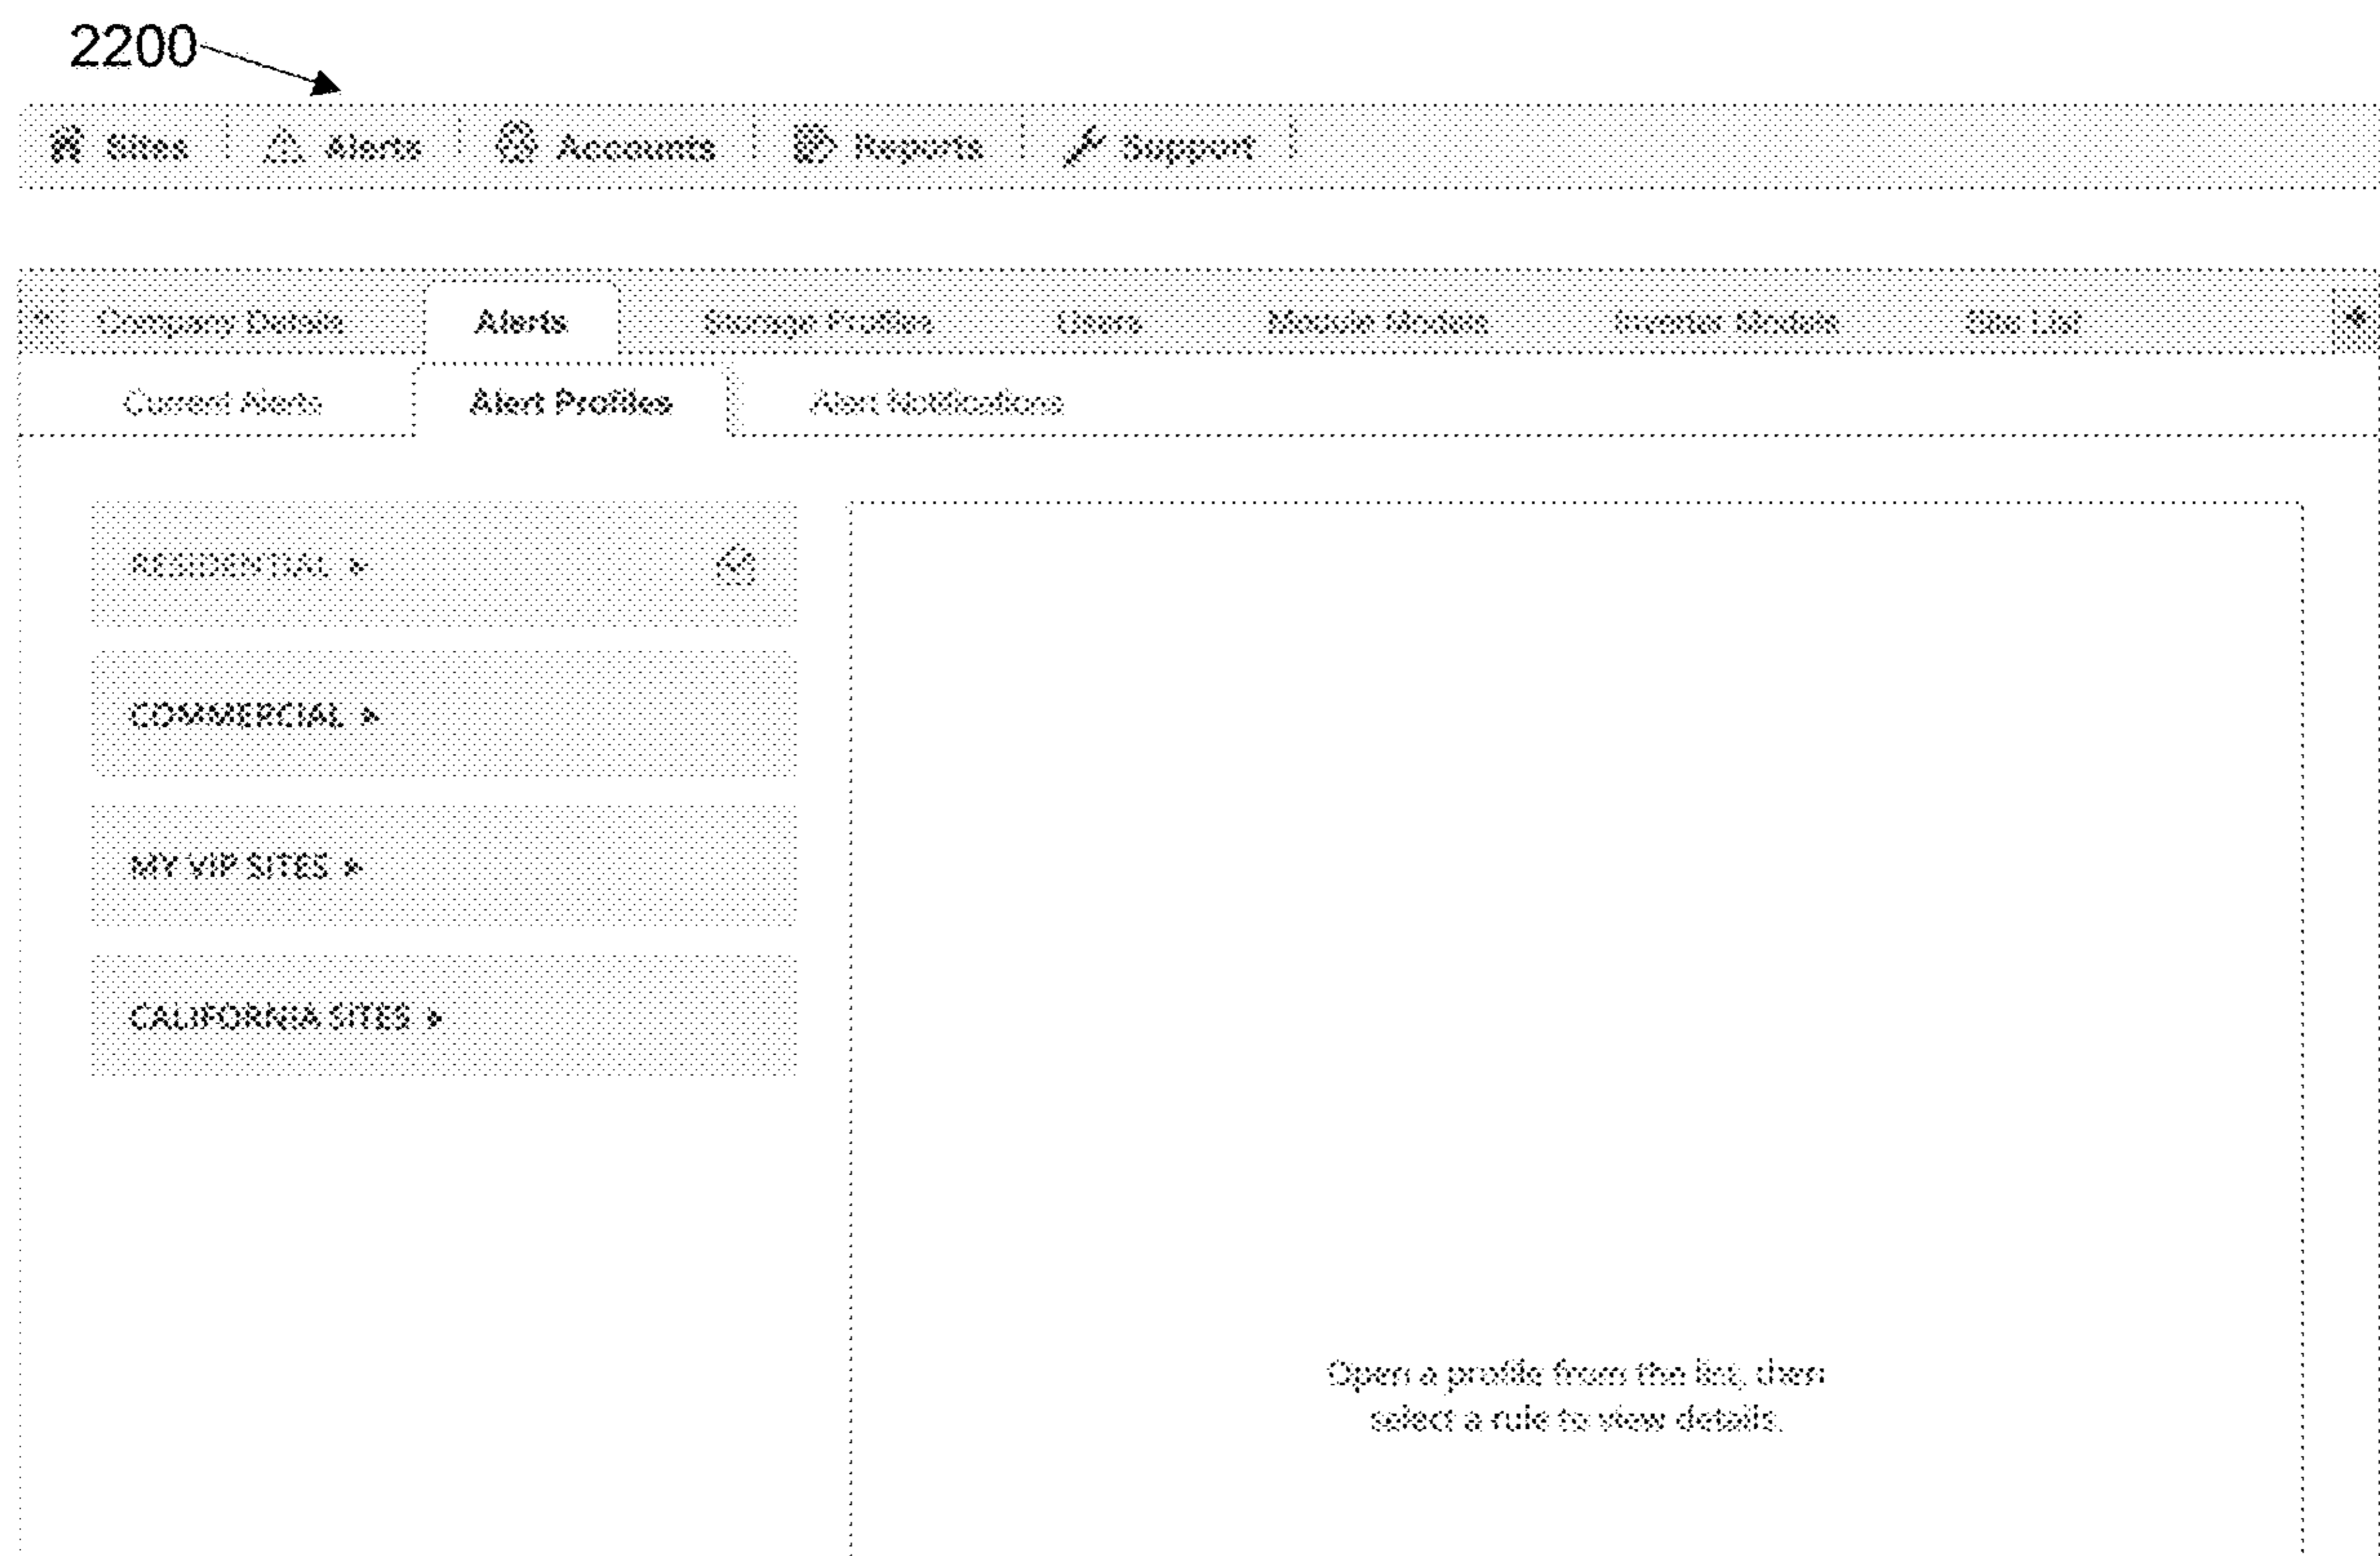 2200
Sites Alerts Accounts Reports Support
Company Details Alerts Storage Profiles Users Module Models Inverter Models Site List
Current Alerts Alert Profiles Alert Notifications
RESIDENTIAL
COMMERCIAL
MY VIP SITES
CALIFORNIA SITES
Open a profile from the list, then
select a rule to view details.